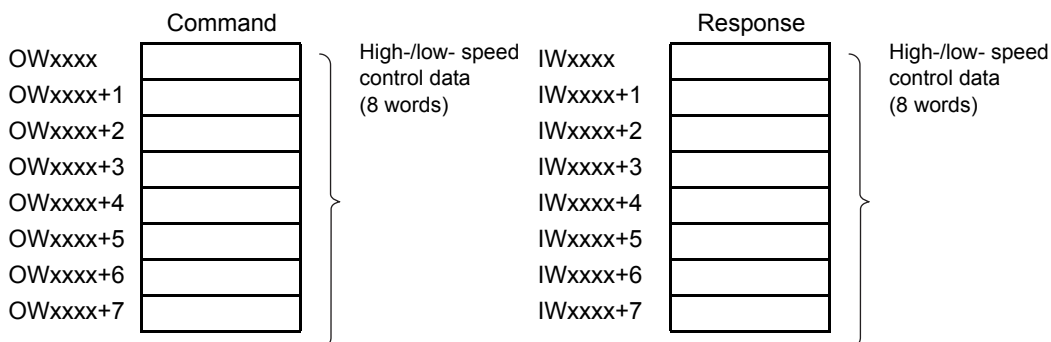 Command
OWxxxx
OWxxxx+1
OWxxxx+2
OWxxxx+3
OWxxxx+4
OWxxxx+5
OWxxxx+6
OWxxxx+7
High-/low- speed
control data
(8 words)
Response
IWxxxx
IWxxxx+1
IWxxxx+2
IWxxxx+3
IWxxxx+4
IWxxxx+5
IWxxxx+6
IWxxxx+7
High-/low- speed
control data
(8 words)